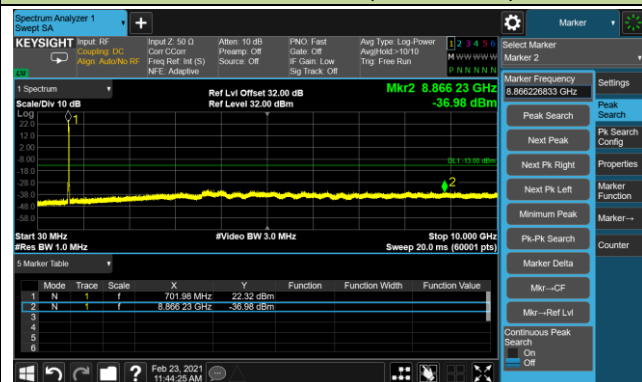 Spectrum Analyzer 1
Swept SA
Marker
KEYSIGHT
Input: RF
Coupling: DC
Align: Auto/No RF
Input Z: 50 Ω
Corr CCorr
Freq Ref: Int (S)
NFE: Adaptive
Atten: 10 dB
Preamp: Off
Source: Off
PNO: Fast
Gate: Off
IF Gain: Low
Sig Track: Off
Avg Type: Log-Power
Avg|Hold:>10/10
Trig: Free Run
1 2 3 4 5 6
M W W W W W
P N N N N N
LXI
Select Marker
Marker 2
1 Spectrum
Scale/Div 10 dB
Log
Ref Lvl Offset 32.00 dB
Ref Level 32.00 dBm
Mkr2 8.866 23 GHz
-36.98 dBm
22.0
12.0
2.00
-8.00
-18.0
-28.0
-38.0
-48.0
-58.0
1
2
DL1 -13.00 dBm
Start 30 MHz
#Res BW 1.0 MHz
#Video BW 3.0 MHz
Stop 10.000 GHz
Sweep 20.0 ms (60001 pts)
5 Marker Table
Mode Trace Scale X Y Function Function Width Function Value
1 N 1 f 701.98 MHz 22.32 dBm
2 N 1 f 8.866 23 GHz -36.98 dBm
3
4
5
6
Marker Frequency
8.866226833 GHz
Peak Search
Next Peak
Next Pk Right
Next Pk Left
Minimum Peak
Pk-Pk Search
Marker Delta
Mkr→CF
Mkr→Ref Lvl
Continuous Peak
Search
On
Off
Settings
Peak
Search
Pk Search
Config
Properties
Marker
Function
Marker→
Counter
?
Feb 23, 2021
11:44:25 AM